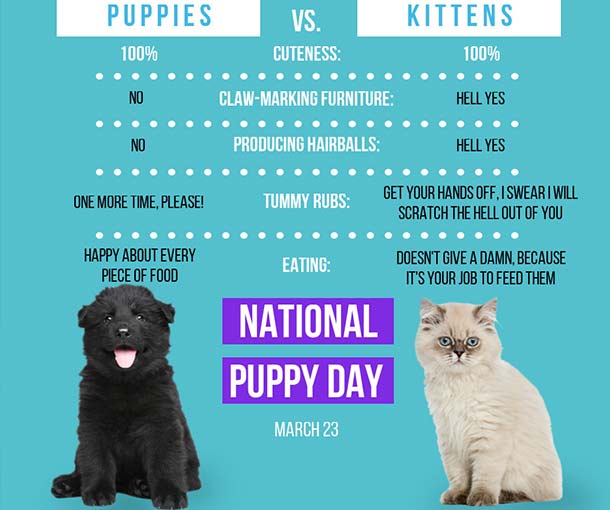 PUPPIES VS. KITTENS
100% CUTENESS: 100%
NO CLAW-MARKING FURNITURE: HELL YES
NO PRODUCING HAIRBALLS: HELL YES
ONE MORE TIME, PLEASE! TUMMY RUBS: GET YOUR HANDS OFF, I SWEAR I WILL
SCRATCH THE HELL OUT OF YOU
HAPPY ABOUT EVERY
PIECE OF FOOD
EATING:
DOESN'T GIVE A DAMN, BECAUSE
IT'S YOUR JOB TO FEED THEM
NATIONAL
PUPPY DAY
MARCH 23